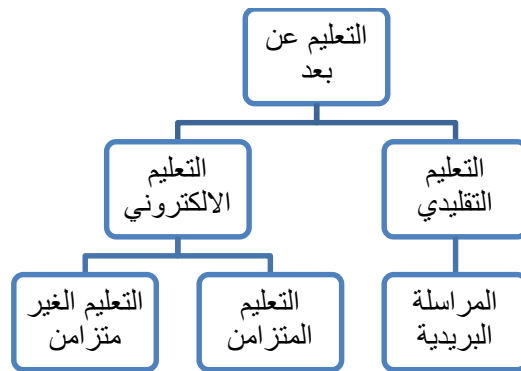 التعليم عن
بعد
التعليم
التقليدي
التعليم
الالكتروني
المراسلة
البريدية
التعليم
المتزامن
التعليم الغير
متزامن